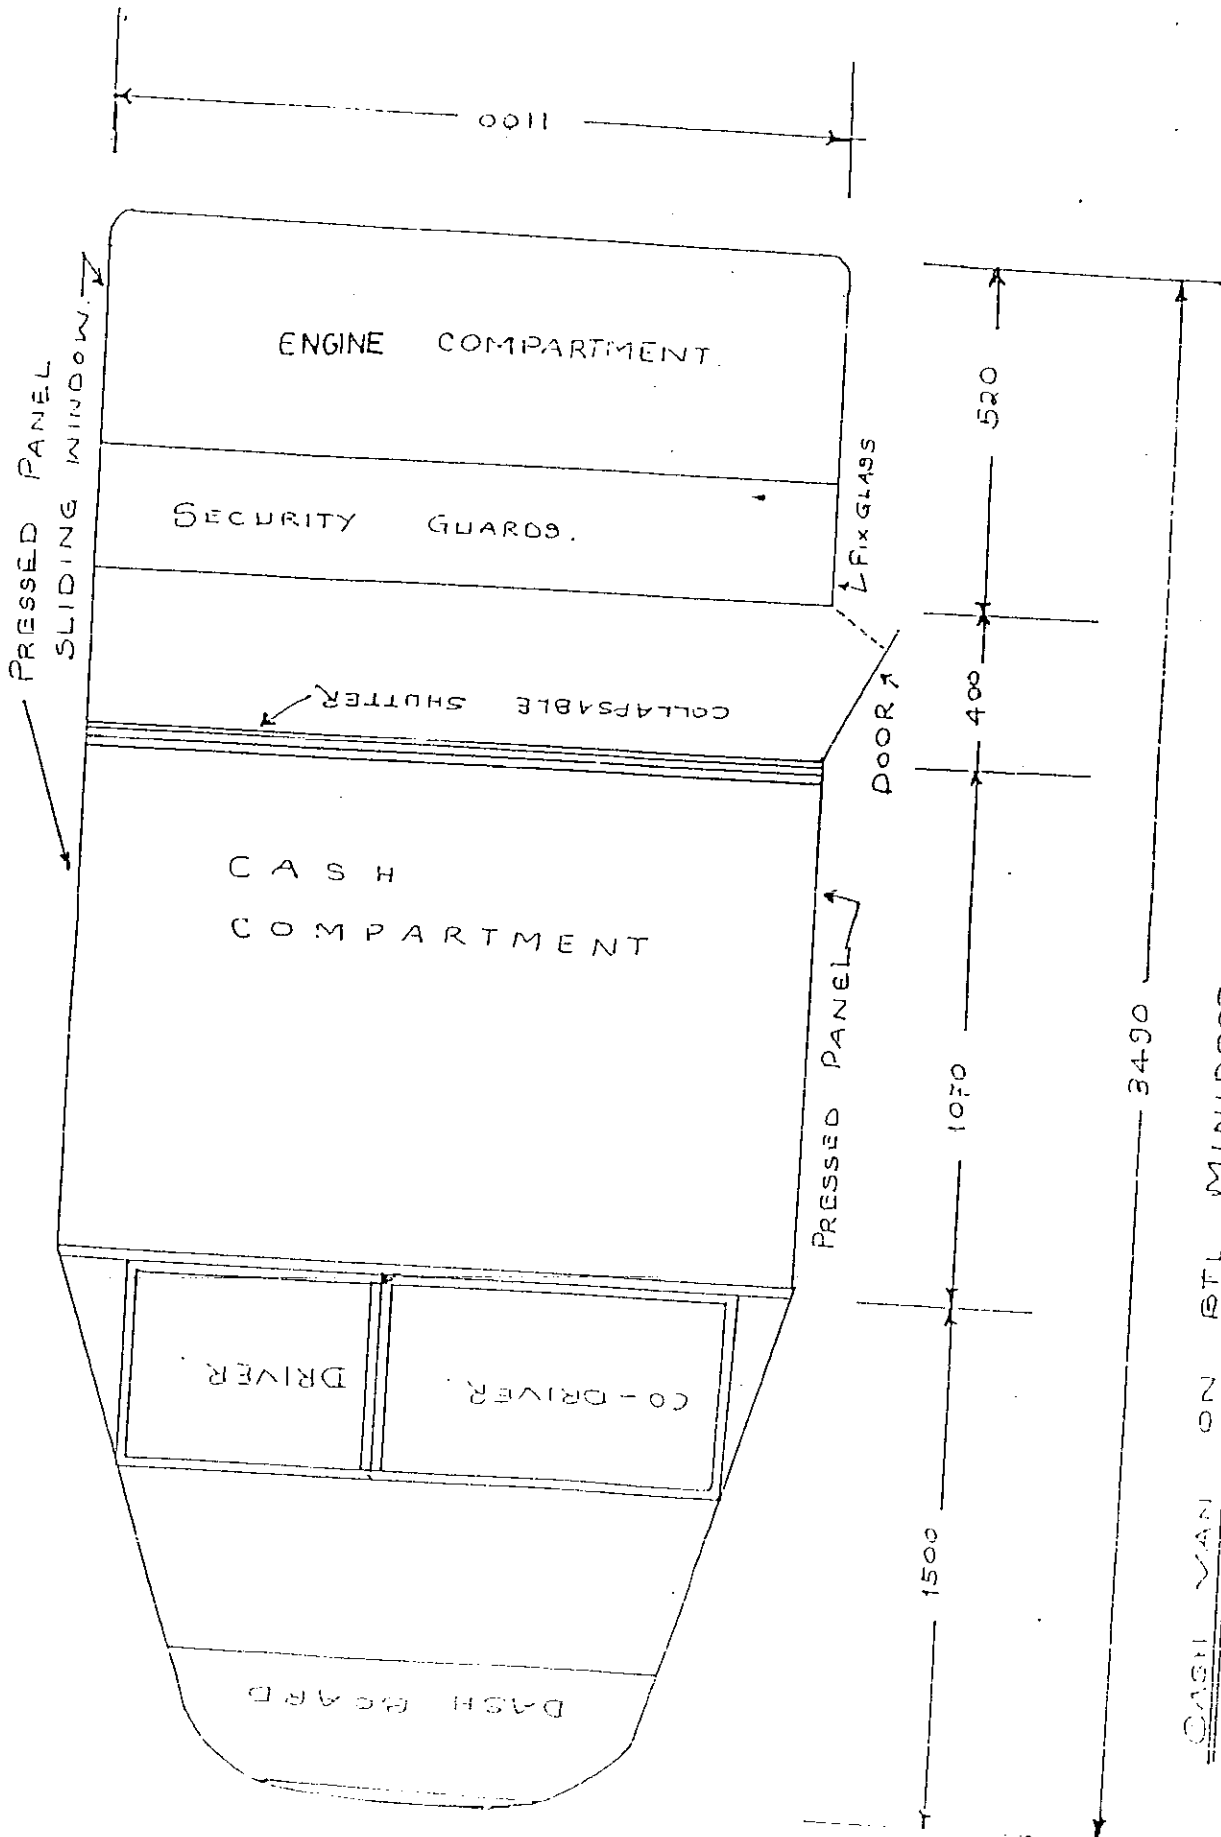 1100
PRESSED PANEL
SLIDING WINDOW.
ENGINE COMPARTMENT.
SECURITY GUARDS.
FIX GLASS
COLLAPSABLE SHUTTER
DOOR
CASH
COMPARTMENT
PRESSED PANEL
DRIVER.
CO-DRIVER.
DASH BOARD
520
400
1070
1500
3490
CASH VAN ON BTL